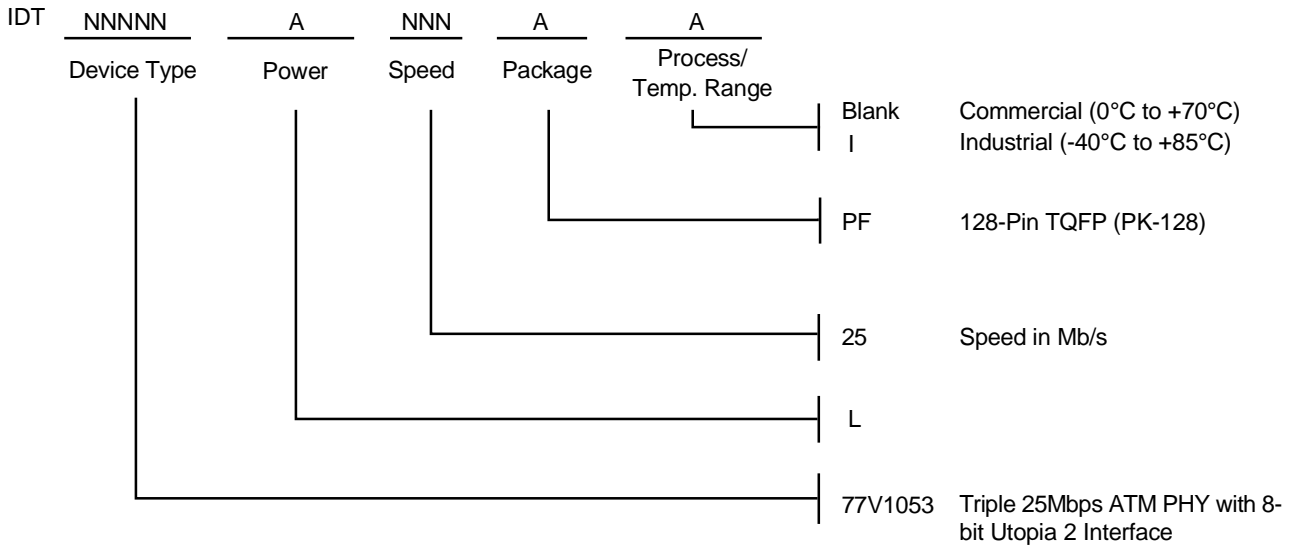 IDT NNNNN A NNN A A
Device Type Power Speed Package Process/
Temp. Range
Blank Commercial (0°C to +70°C)
I Industrial (-40°C to +85°C)
PF 128-Pin TQFP (PK-128)
25 Speed in Mb/s
L
77V1053 Triple 25Mbps ATM PHY with 8-
bit Utopia 2 Interface